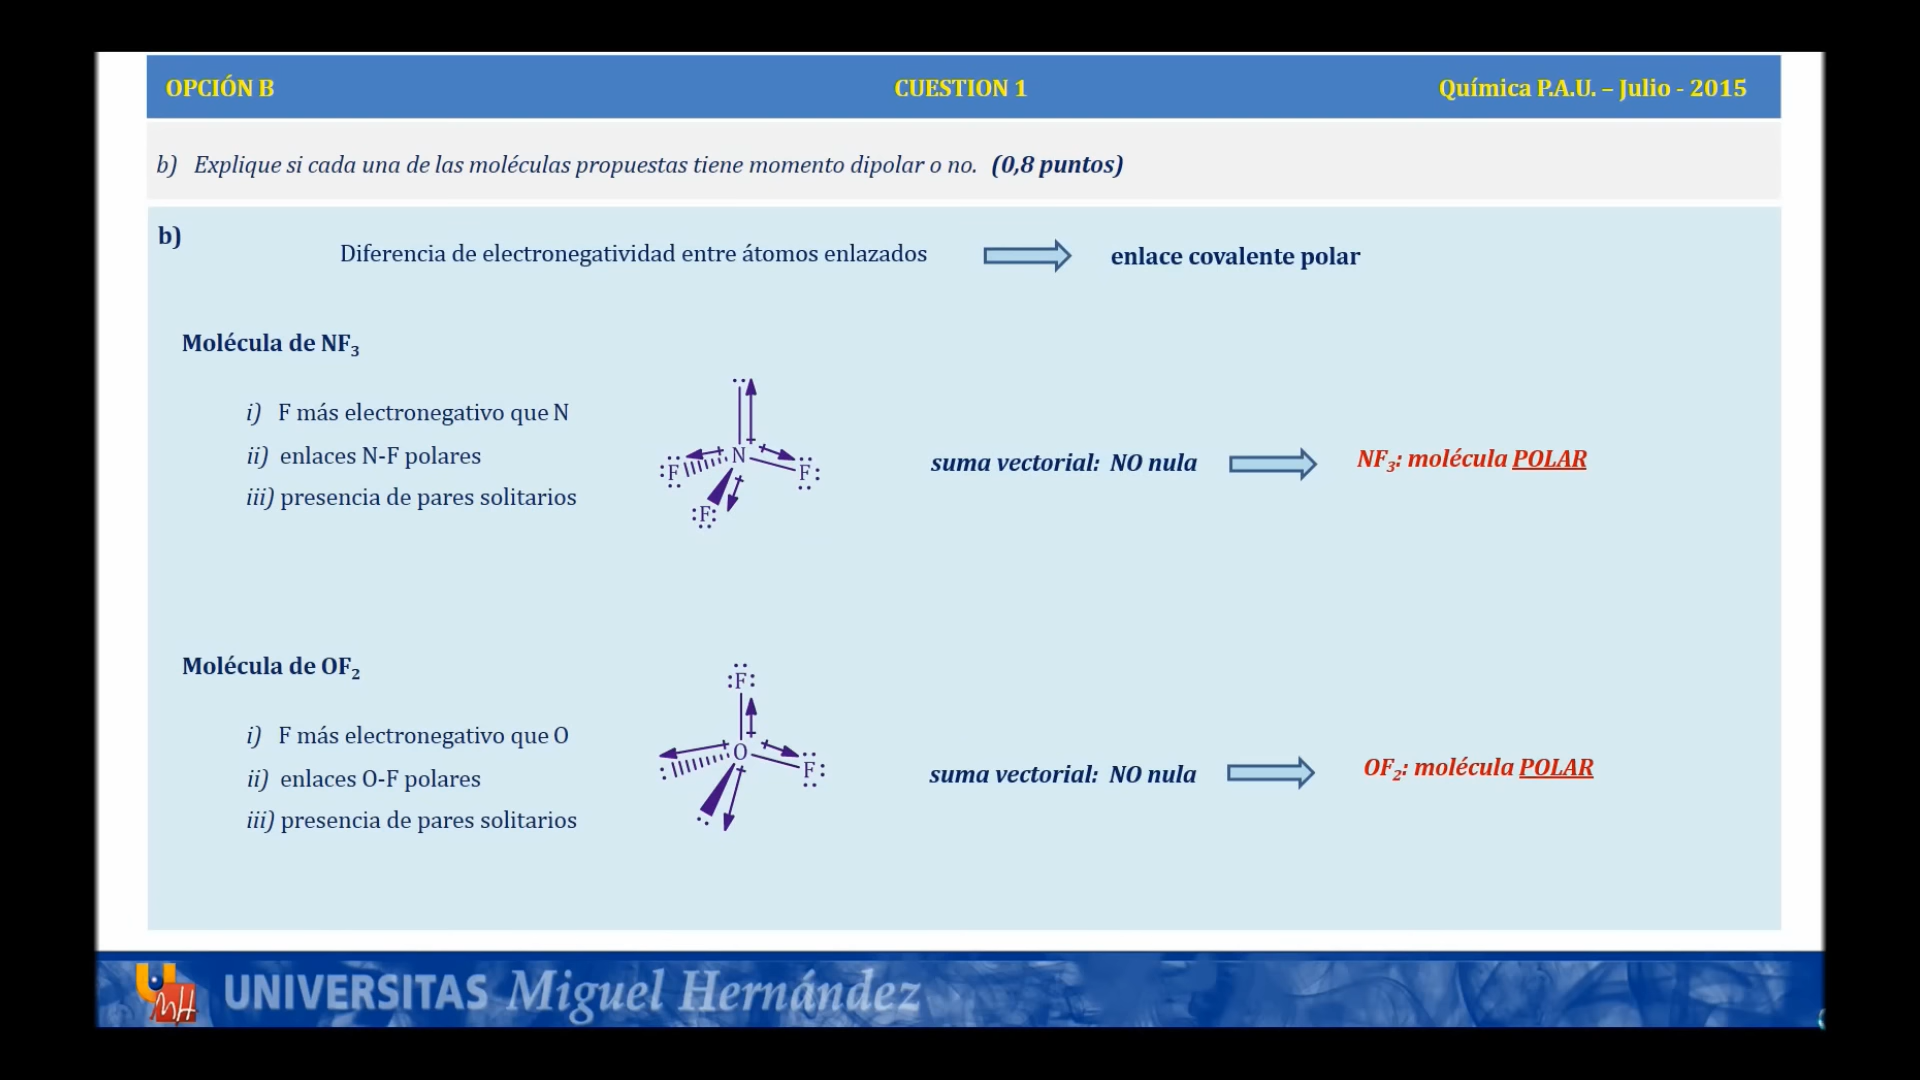 OPCIÓN B CUESTION 1 Química P.A.U. – Julio - 2015
b) Explique si cada una de las moléculas propuestas tiene momento dipolar o no. (0,8 puntos)
b)
Diferencia de electronegatividad entre átomos enlazados enlace covalente polar
Molécula de NF₃
i) F más electronegativo que N
ii) enlaces N-F polares
iii) presencia de pares solitarios
N
F
F
F
suma vectorial: NO nula
NF₃: molécula POLAR
Molécula de OF₂
i) F más electronegativo que O
ii) enlaces O-F polares
iii) presencia de pares solitarios
F
O
F
suma vectorial: NO nula
OF₂: molécula POLAR
UNIVERSITAS Miguel Hernández